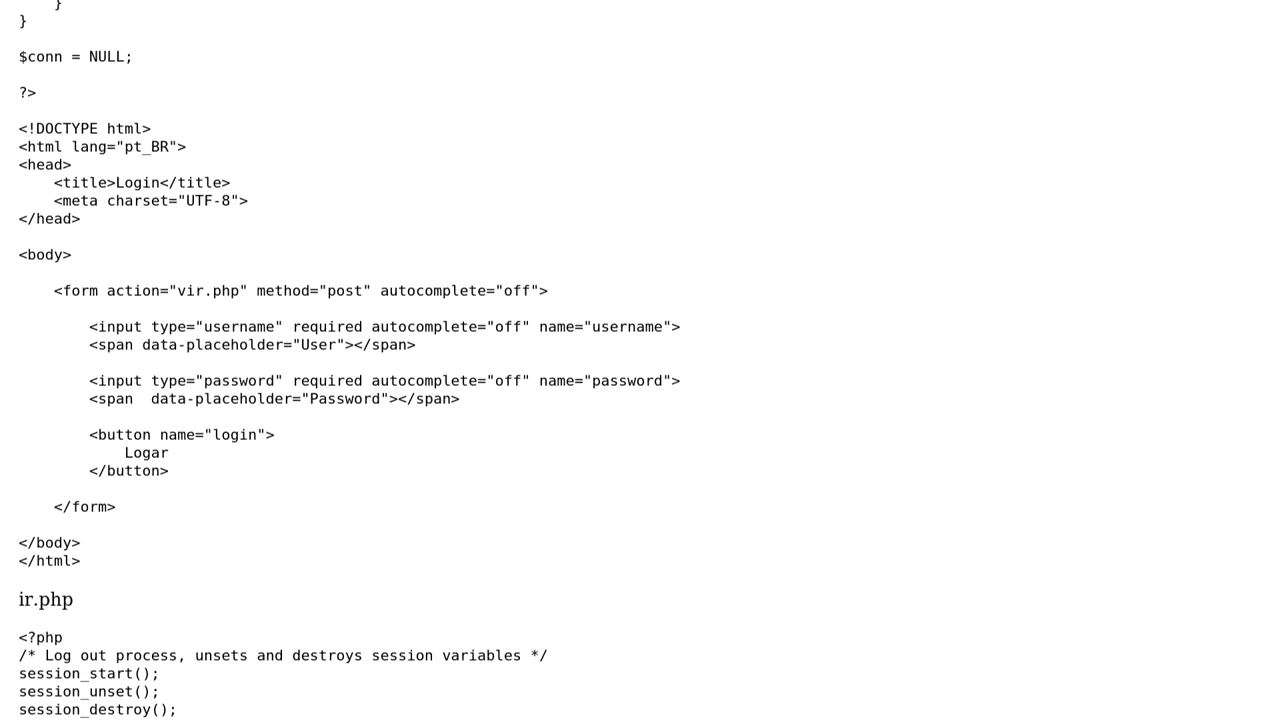 }
}
$conn = NULL;
?>
<!DOCTYPE html>
<html lang="pt_BR">
<head>
    <title>Login</title>
    <meta charset="UTF-8">
</head>
<body>
    <form action="vir.php" method="post" autocomplete="off">
        <input type="username" required autocomplete="off" name="username">
        <span data-placeholder="User"></span>
        <input type="password" required autocomplete="off" name="password">
        <span  data-placeholder="Password"></span>
        <button name="login">
            Logar
        </button>
    </form>
</body>
</html>
ir.php
<?php
/* Log out process, unsets and destroys session variables */
session_start();
session_unset();
session_destroy();